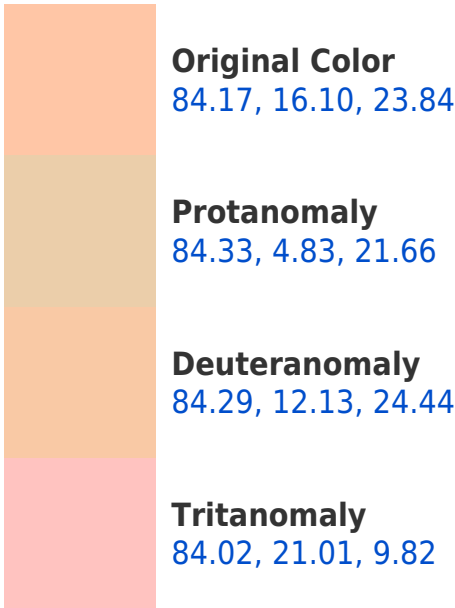 Original Color
84.17, 16.10, 23.84
Protanomaly
84.33, 4.83, 21.66
Deuteranomaly
84.29, 12.13, 24.44
Tritanomaly
84.02, 21.01, 9.82